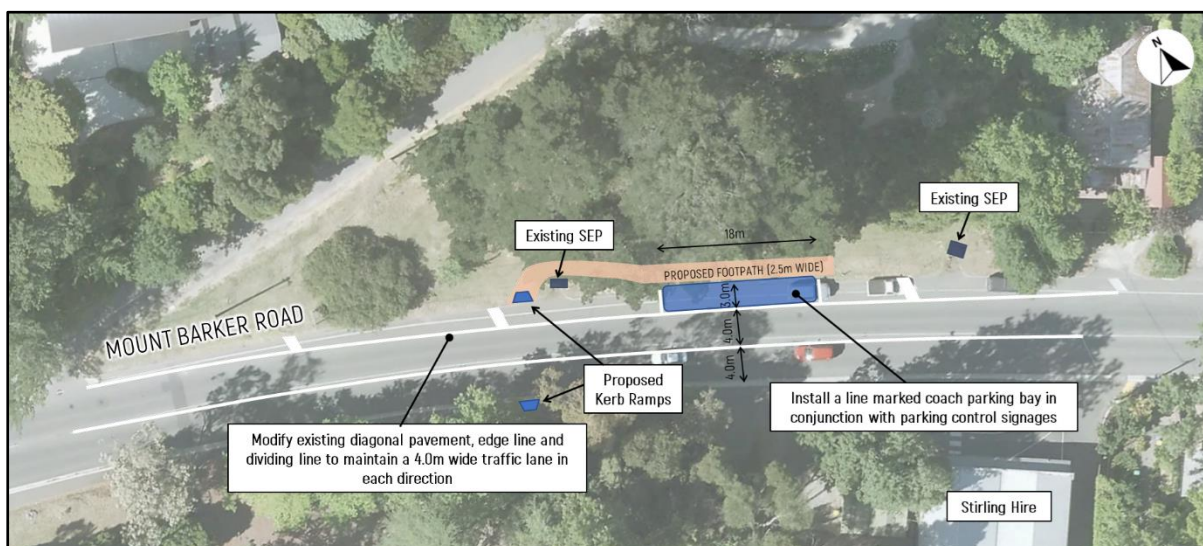 N
Existing SEP
18m
Existing SEP
PROPOSED FOOTPATH (2.5m WIDE)
3.0m
MOUNT BARKER ROAD
4.0m
4.0m
Proposed
Kerb Ramps
Install a line marked coach parking bay in
conjunction with parking control signages
Modify existing diagonal pavement, edge line and
dividing line to maintain a 4.0m wide traffic lane in
each direction
Stirling Hire